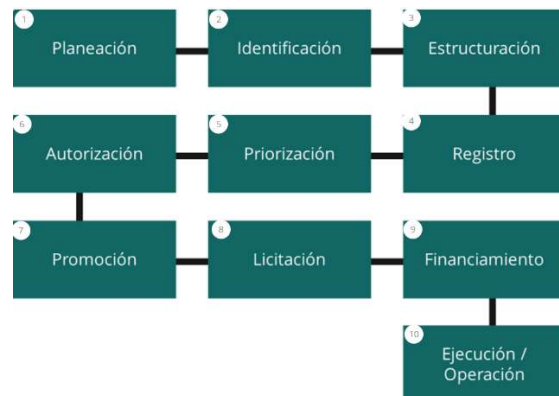 1
Planeación
2
Identificación
3
Estructuración
6
Autorización
5
Priorización
4
Registro
7
Promoción
8
Licitación
9
Financiamiento
10
Ejecución /
Operación